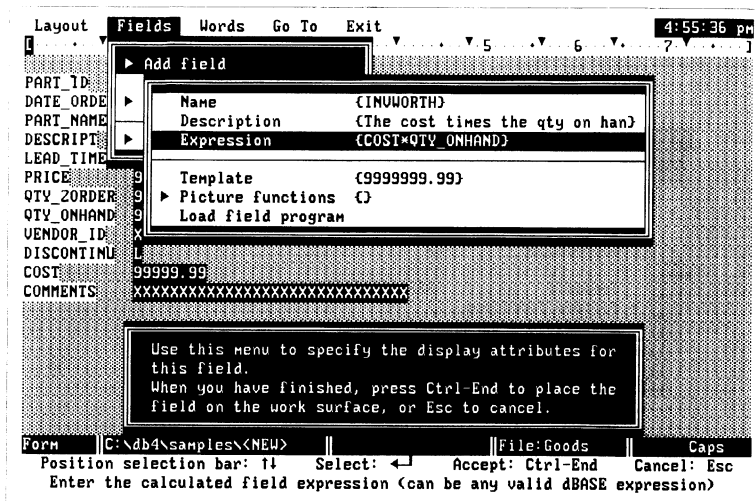 Layout Fields Words Go To Exit 4:55:36 pm
[ 5 6 7 ]
► Add field
PART_ID
DATE_ORDE ►
PART_NAME
DESCRIPT ►
LEAD_TIME
PRICE 9
QTY_2ORDER 9
QTY_ONHAND 9
VENDOR_ID X
DISCONTINU L
COST 99999.99
COMMENTS XXXXXXXXXXXXXXXXXXXXXXXXXXXXXX
Name {INVWORTH}
Description {The cost times the qty on han}
Expression {COST*QTY_ONHAND}
Template {9999999.99}
► Picture functions {}
Load field program
Use this menu to specify the display attributes for
this field.
When you have finished, press Ctrl-End to place the
field on the work surface, or Esc to cancel.
Form C:\db4\samples\<NEW> File:Goods Caps
Position selection bar: ↑↓ Select: ↵ Accept: Ctrl-End Cancel: Esc
Enter the calculated field expression (can be any valid dBASE expression)